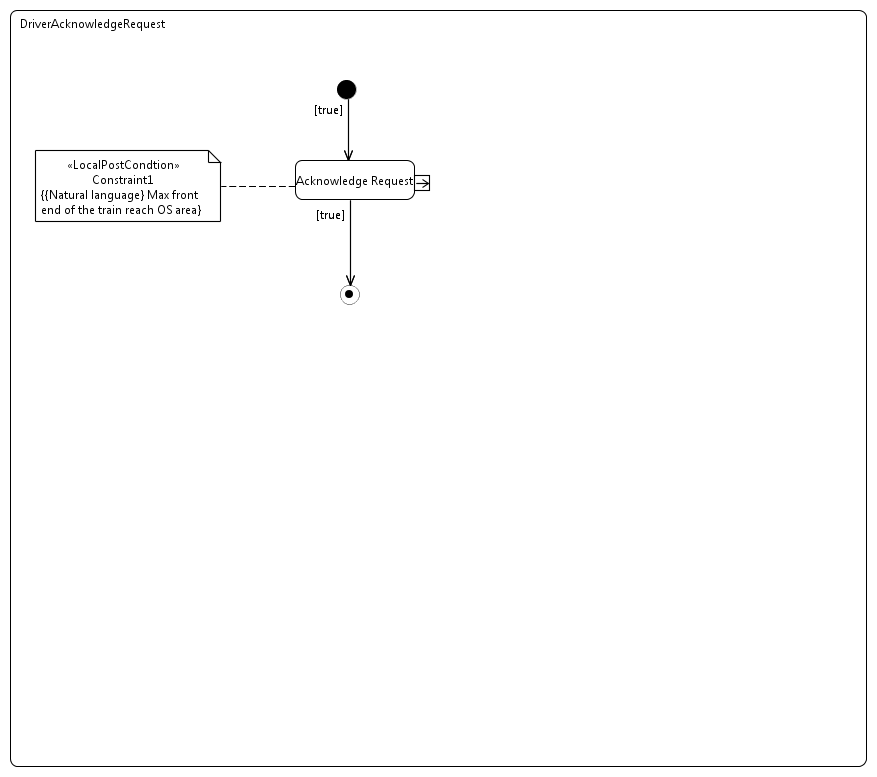 DriverAcknowledgeRequest
[true]
«LocalPostCondtion»
Constraint1
{{Natural language} Max front
end of the train reach OS area}
Acknowledge Request
[true]